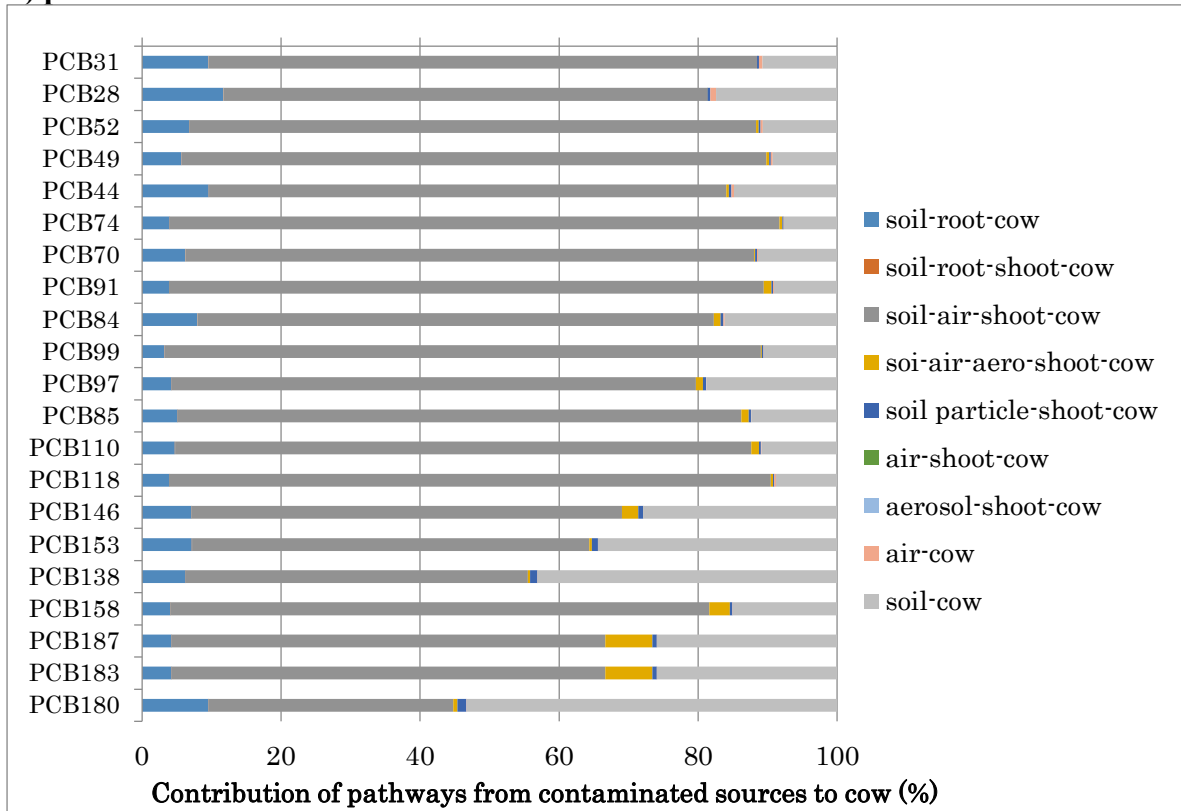 PCB31
PCB28
PCB52
PCB49
PCB44
PCB74
PCB70
PCB91
PCB84
PCB99
PCB97
PCB85
PCB110
PCB118
PCB146
PCB153
PCB138
PCB158
PCB187
PCB183
PCB180
0 20 40 60 80 100
Contribution of pathways from contaminated sources to cow (%)
soil-root-cow
soil-root-shoot-cow
soil-air-shoot-cow
soi-air-aero-shoot-cow
soil particle-shoot-cow
air-shoot-cow
aerosol-shoot-cow
air-cow
soil-cow